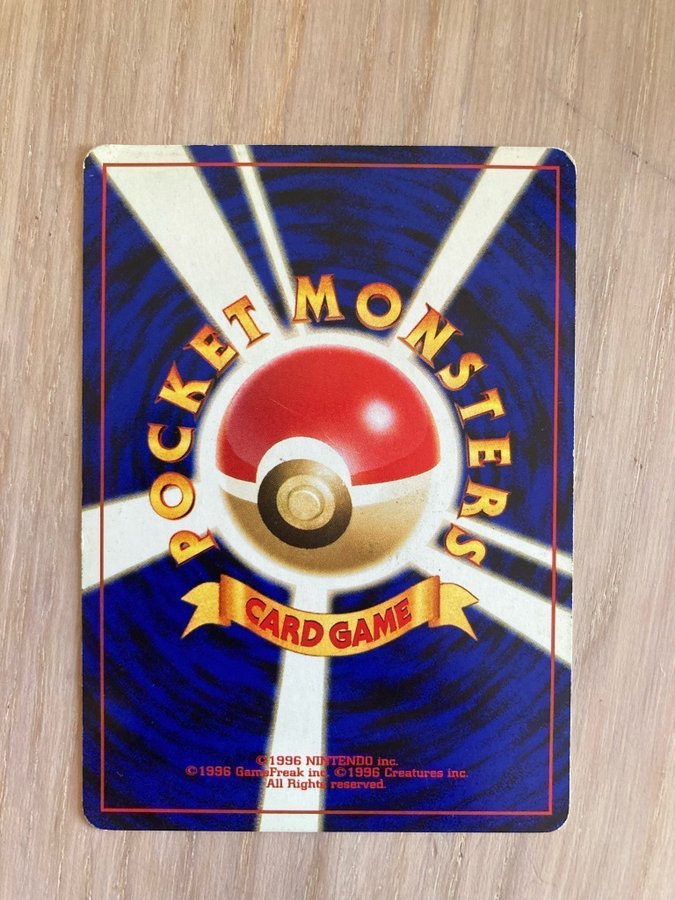 POCKET MONSTERS
CARD GAME
©1996 NINTENDO inc.
©1996 GameFreak inc. ©1996 Creatures inc.
All Rights reserved.